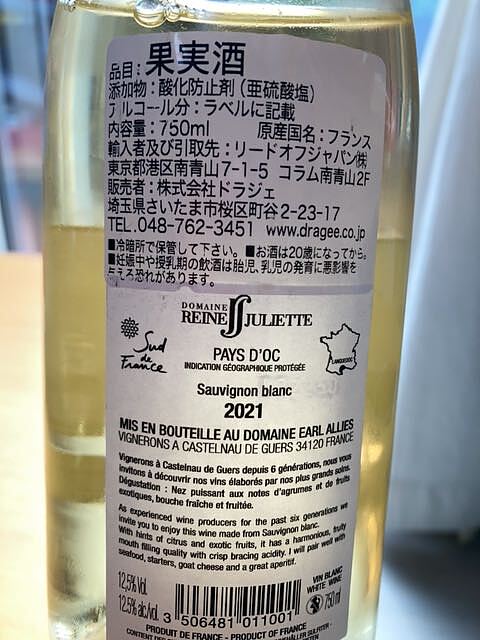 品目：果実酒
添加物：酸化防止剤（亜硫酸塩）
アルコール分：ラベルに記載
内容量：750ml 原産国名：フランス
輸入者及び引取先：リードオフジャパン㈱
東京都港区南青山7-1-5 コラム南青山2F
販売者：株式会社ドラジェ
埼玉県さいたま市桜区町谷2-23-17
TEL.048-762-3451 www.dragee.co.jp
■冷暗所で保管して下さい。■お酒は20歳になってから。
■妊娠中や授乳期の飲酒は胎児、乳児の発育に悪影響を
与える恐れがあります。
DOMAINE
REINE JULIETTE
Sud
de
France
PAYS D'OC
INDICATION GÉOGRAPHIQUE PROTÉGÉE
LANGUEDOC
Sauvignon blanc
2021
MIS EN BOUTEILLE AU DOMAINE EARL ALLIES
VIGNERONS A CASTELNAU DE GUERS 34120 FRANCE
Vignerons à Castelnau de Guers depuis 6 générations, nous vous
invitons à découvrir nos vins élaborés par nos plus grands soins.
Dégustation : Nez puissant aux notes d'agrumes et de fruits
exotiques, bouche fraîche et fruitée.
As experienced wine producers for the past six generations we
invite you to enjoy this wine made from Sauvignon blanc.
With hints of citrus and exotic fruits, it has a harmonious, fruity
mouth filling quality with crisp bracing acidity. I will pair well with
seafood, starters, goat cheese and a great aperitif.
12,5% Vol.
12.5% alc/vol.
3 506481 011001
VIN BLANC
WHITE WINE
750 ml
PRODUIT DE FRANCE - PRODUCT OF FRANCE